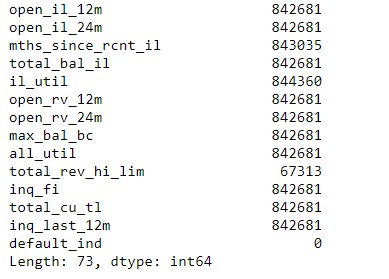 open_il_12m 842681
open_il_24m 842681
mths_since_rcnt_il 843035
total_bal_il 842681
il_util 844360
open_rv_12m 842681
open_rv_24m 842681
max_bal_bc 842681
all_util 842681
total_rev_hi_lim 67313
inq_fi 842681
total_cu_tl 842681
inq_last_12m 842681
default_ind 0
Length: 73, dtype: int64